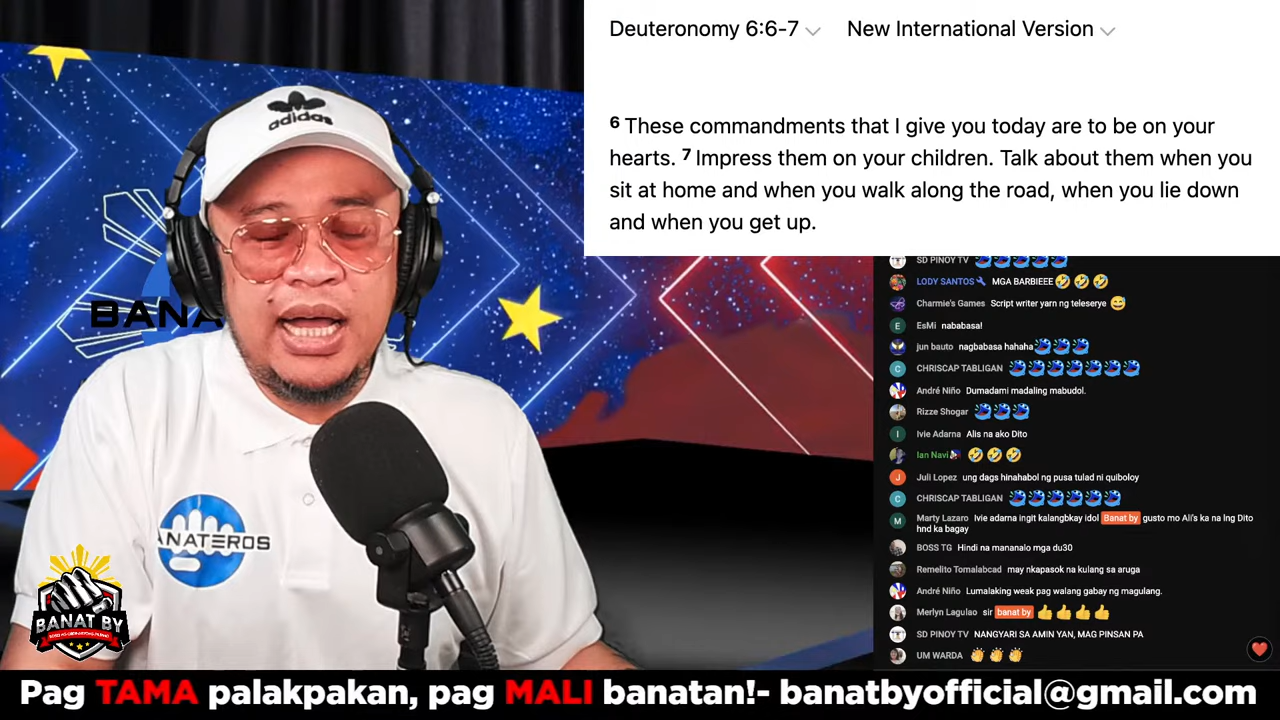 Deuteronomy 6:6-7 New International Version
6 These commandments that I give you today are to be on your
hearts. 7 Impress them on your children. Talk about them when you
sit at home and when you walk along the road, when you lie down
and when you get up.
adidas
BANA
ANATEROS
BANAT BY
SD PINOY TV
LODY SANTOS MGA BARBIEEE
Charmie's Games Script writer yarn ng teleserye
E EsMi nababasa!
jun bauto nagbabasa hahaha
C CHRISCAP TABLIGAN
André Niño Dumadami madaling mabudol.
Rizze Shogar
I Ivie Adarna Alis na ako Dito
Ian Navi
J Juli Lopez ung dags hinahabol ng pusa tulad ni quiboloy
C CHRISCAP TABLIGAN
M Marty Lazaro Ivie adarna ingit kalangbkay idol Banat by gusto mo Ali's ka na lng Dito
hnd ka bagay
BOSS TG Hindi na mananalo mga du30
Remelito Tomalabcad may nkapasok na kulang sa aruga
André Niño Lumalaking weak pag walang gabay ng magulang.
Merlyn Lagulao sir banat by
SD PINOY TV NANGYARI SA AMIN YAN, MAG PINSAN PA
UM WARDA
Pag TAMA palakpakan, pag MALI banatan!- banatbyofficial@gmail.com